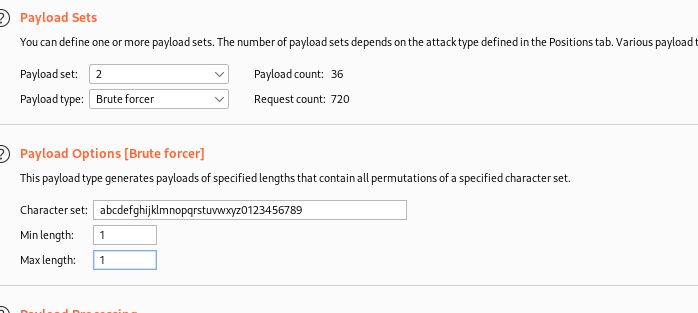 Payload Sets
You can define one or more payload sets. The number of payload sets depends on the attack type defined in the Positions tab. Various payload
Payload set: 2 Payload count: 36
Payload type: Brute forcer Request count: 720
Payload Options [Brute forcer]
This payload type generates payloads of specified lengths that contain all permutations of a specified character set.
Character set: abcdefghijklmnopqrstuvwxyz0123456789
Min length: 1
Max length: 1
Payload Processing